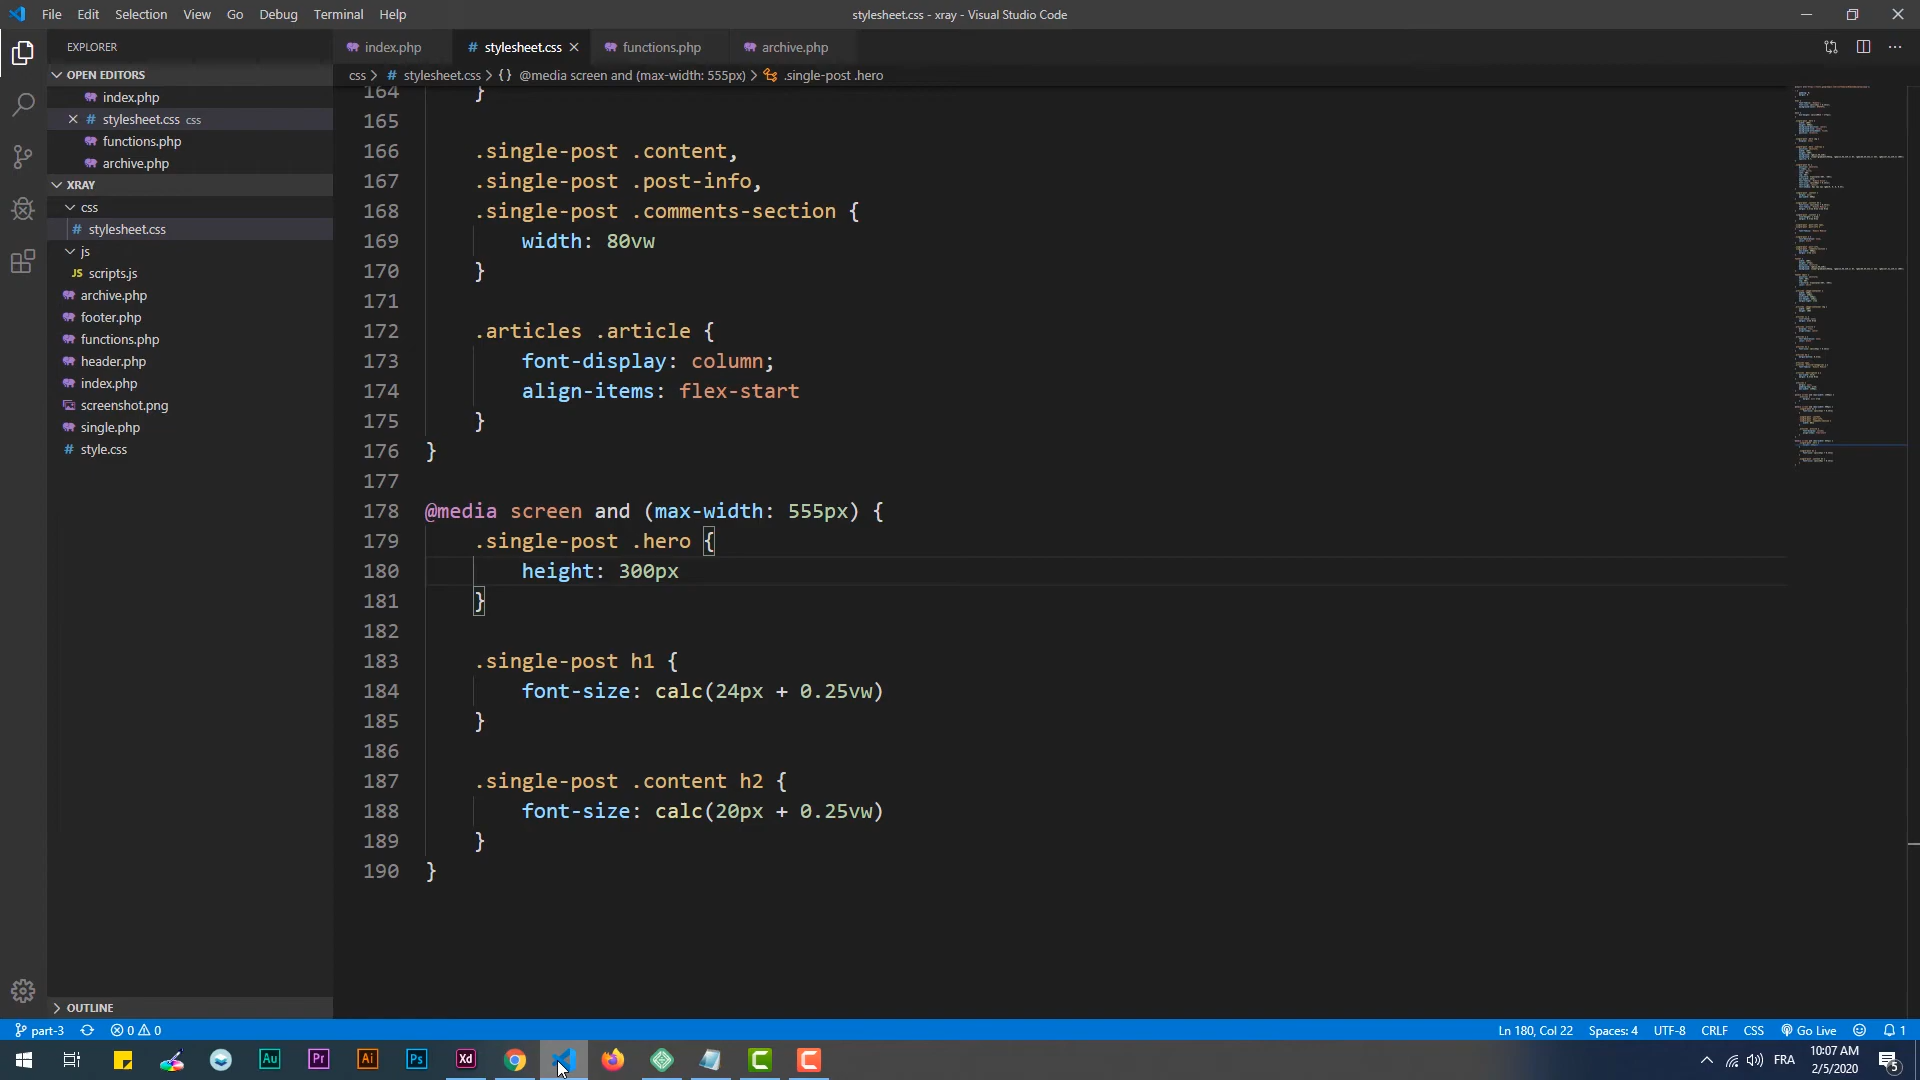 File Edit Selection View Go Debug Terminal Help
stylesheet.css - xray - Visual Studio Code
EXPLORER
index.php
# stylesheet.css
functions.php
archive.php
OPEN EDITORS
index.php
# stylesheet.css css
functions.php
archive.php
XRAY
css
# stylesheet.css
js
JS scripts.js
archive.php
footer.php
functions.php
header.php
index.php
screenshot.png
single.php
# style.css
OUTLINE
css > # stylesheet.css > {} @media screen and (max-width: 555px) > .single-post .hero
164 }
165
166 .single-post .content,
167 .single-post .post-info,
168 .single-post .comments-section {
169 width: 80vw
170 }
171
172 .articles .article {
173 font-display: column;
174 align-items: flex-start
175 }
176 }
177
178 @media screen and (max-width: 555px) {
179 .single-post .hero {
180 height: 300px
181 }
182
183 .single-post h1 {
184 font-size: calc(24px + 0.25vw)
185 }
186
187 .single-post .content h2 {
188 font-size: calc(20px + 0.25vw)
189 }
190 }
part-3 0 0
Ln 180, Col 22 Spaces: 4 UTF-8 CRLF CSS Go Live 1
Au Pr Ai Ps Xd
FRA
10:07 AM
2/5/2020
5